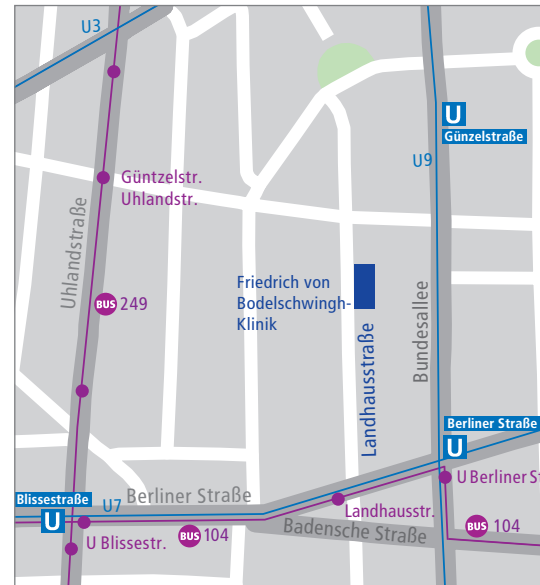 U3
U
Günzelstraße
U9
Güntzelstr.
Uhlandstr.
Uhlandstraße
Friedrich von
Bodelschwingh-
Klinik
BUS 249
Landhausstraße
Bundesallee
Berliner Straße
U
U Berliner St
Blissestraße
U
U7
Berliner Straße
Landhausstr.
U Blissestr.
BUS 104
Badensche Straße
BUS 104